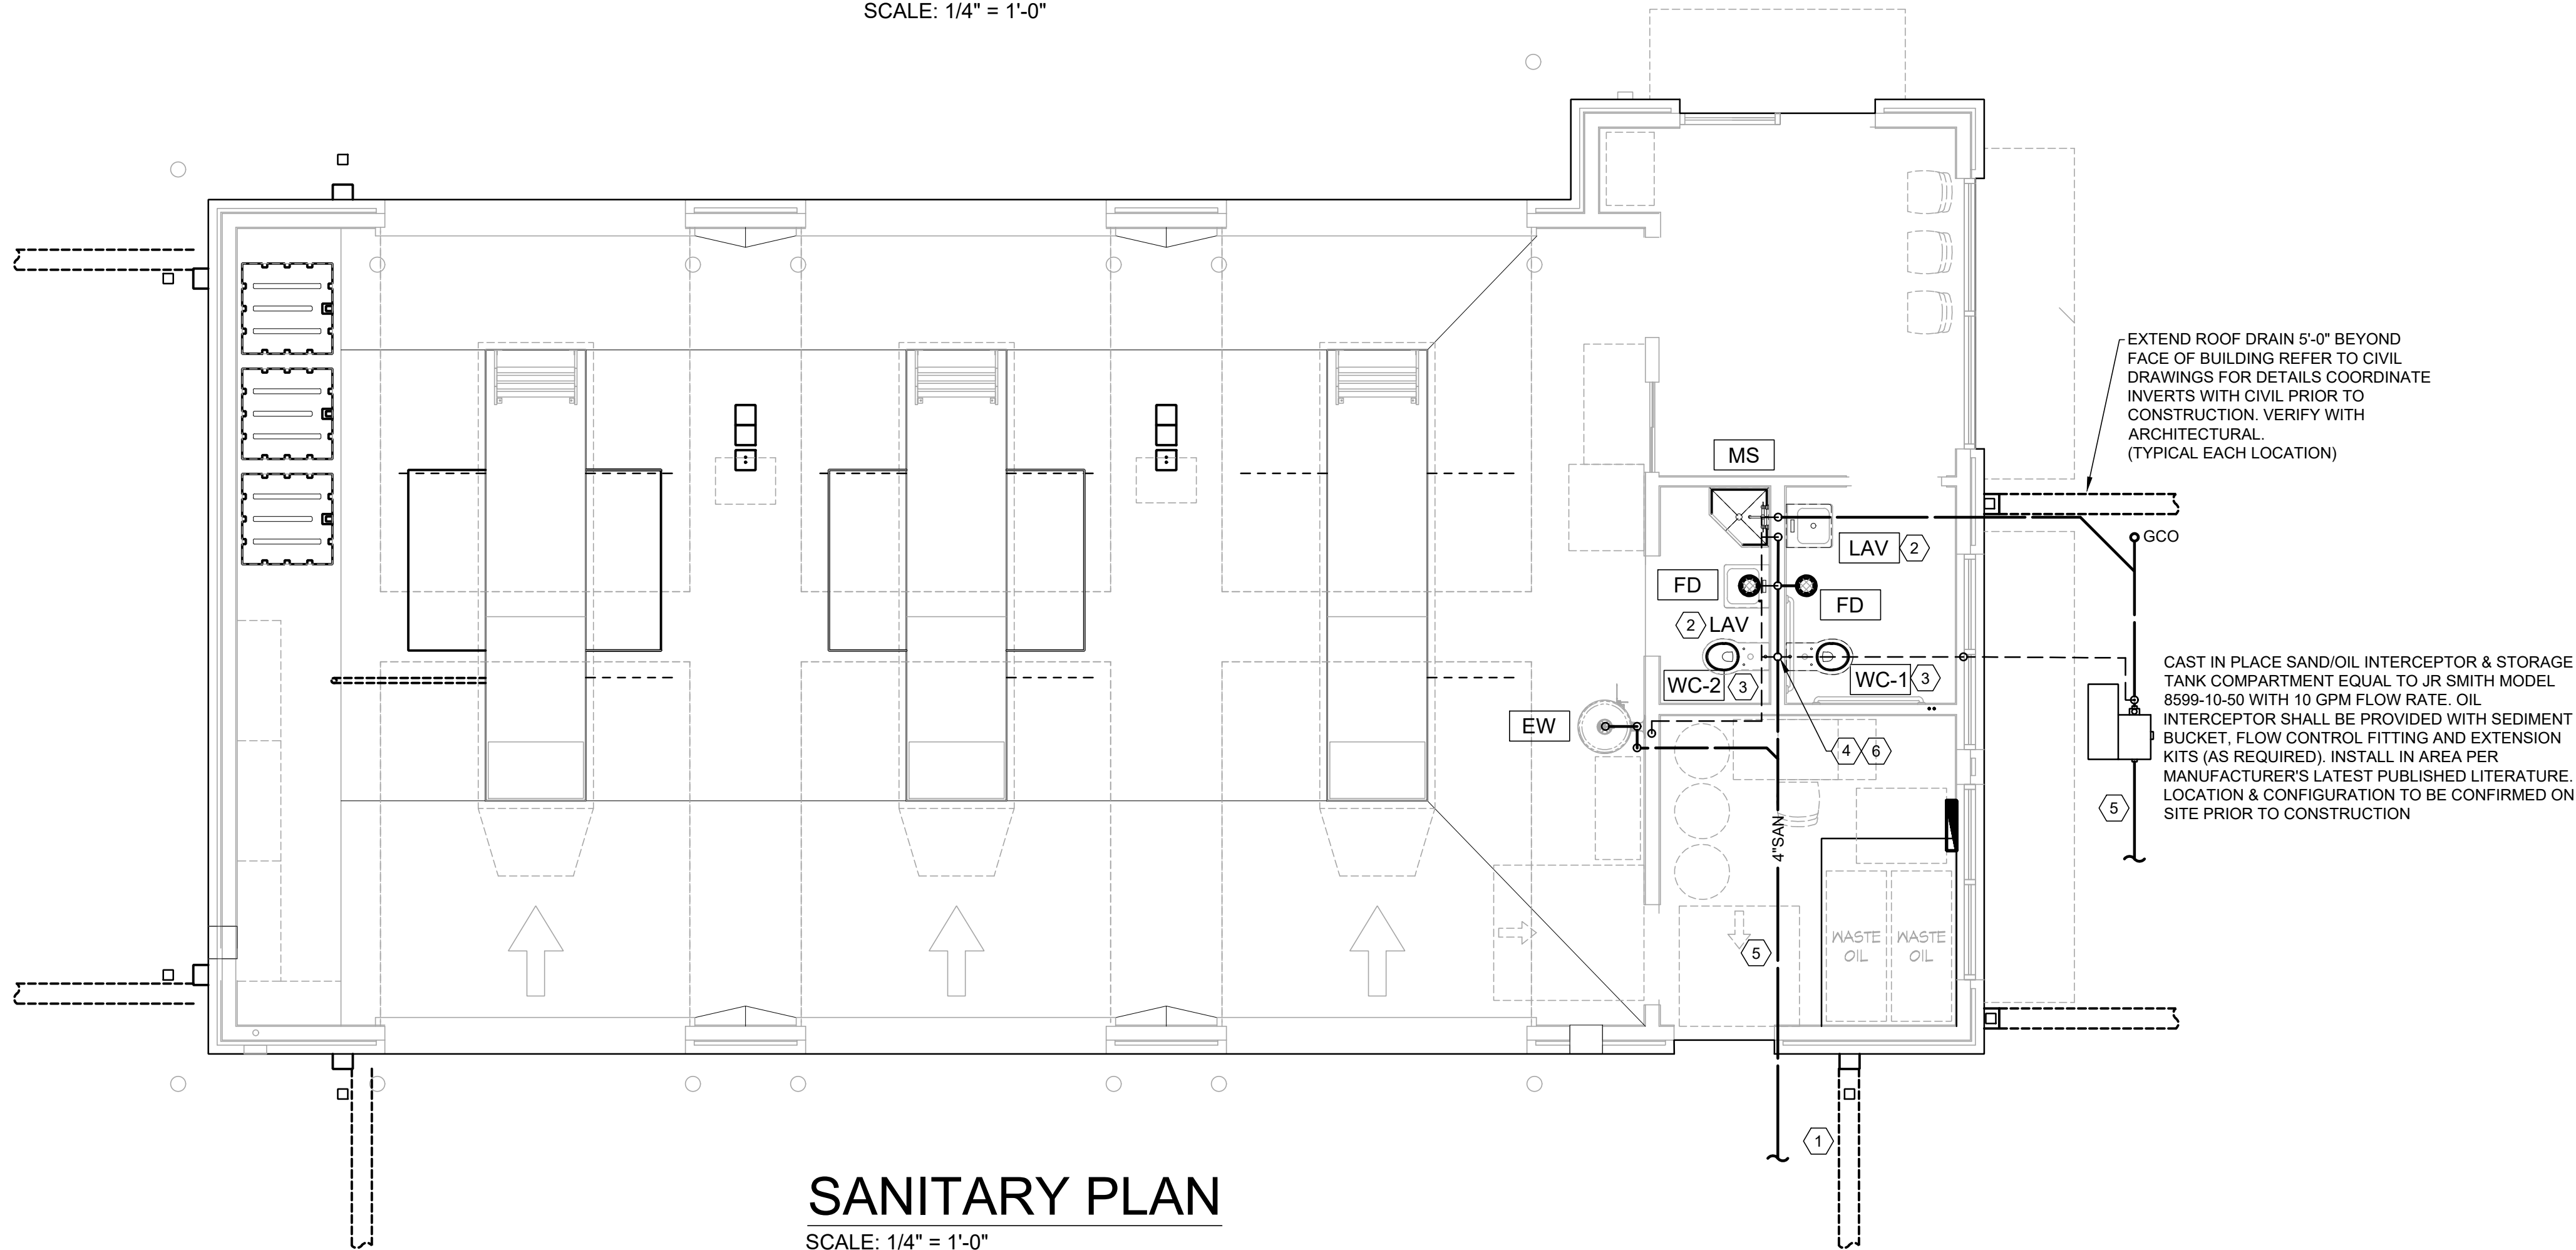 SCALE: 1/4" = 1'-0"
EXTEND ROOF DRAIN 5'-0" BEYOND
FACE OF BUILDING REFER TO CIVIL
DRAWINGS FOR DETAILS COORDINATE
INVERTS WITH CIVIL PRIOR TO
CONSTRUCTION. VERIFY WITH
ARCHITECTURAL.
(TYPICAL EACH LOCATION)
MS
GCO
LAV 2
FD
FD
2 LAV
WC-2 3
WC-1 3
EW
4 6
CAST IN PLACE SAND/OIL INTERCEPTOR & STORAGE
TANK COMPARTMENT EQUAL TO JR SMITH MODEL
8599-10-50 WITH 10 GPM FLOW RATE. OIL
INTERCEPTOR SHALL BE PROVIDED WITH SEDIMENT
BUCKET, FLOW CONTROL FITTING AND EXTENSION
KITS (AS REQUIRED). INSTALL IN AREA PER
MANUFACTURER'S LATEST PUBLISHED LITERATURE.
LOCATION & CONFIGURATION TO BE CONFIRMED ON
SITE PRIOR TO CONSTRUCTION
5
4"SAN
5
WASTE
OIL
WASTE
OIL
1
SANITARY PLAN
SCALE: 1/4" = 1'-0"